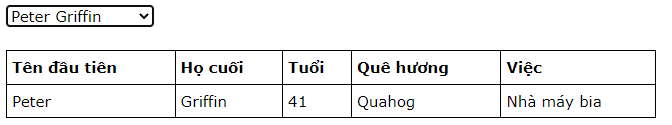 Peter Griffin
Tên đầu tiên Họ cuối Tuổi Quê hương Việc
Peter Griffin 41 Quahog Nhà máy bia